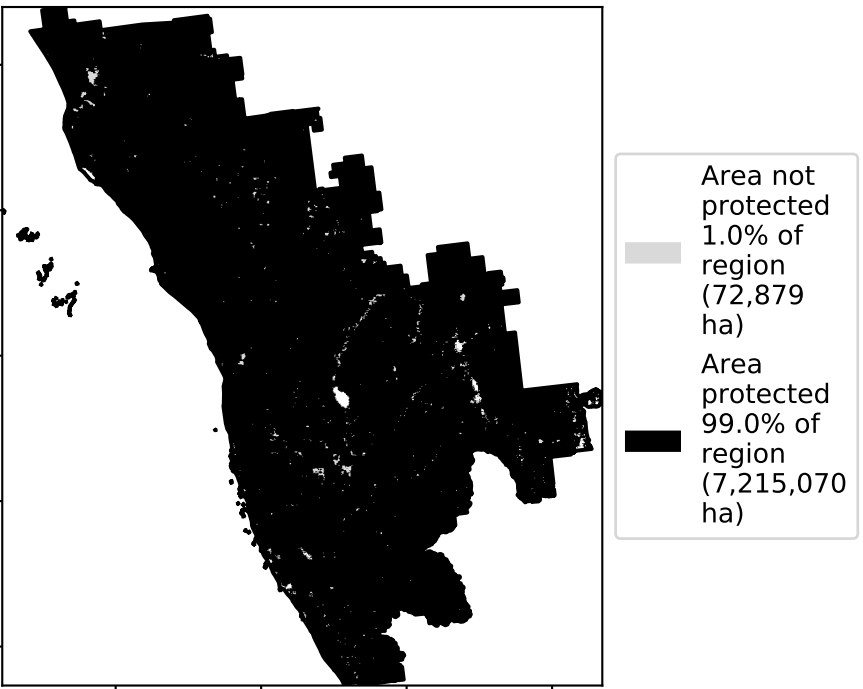 Area not
protected
1.0% of
region
(72,879
ha)
Area
protected
99.0% of
region
(7,215,070
ha)